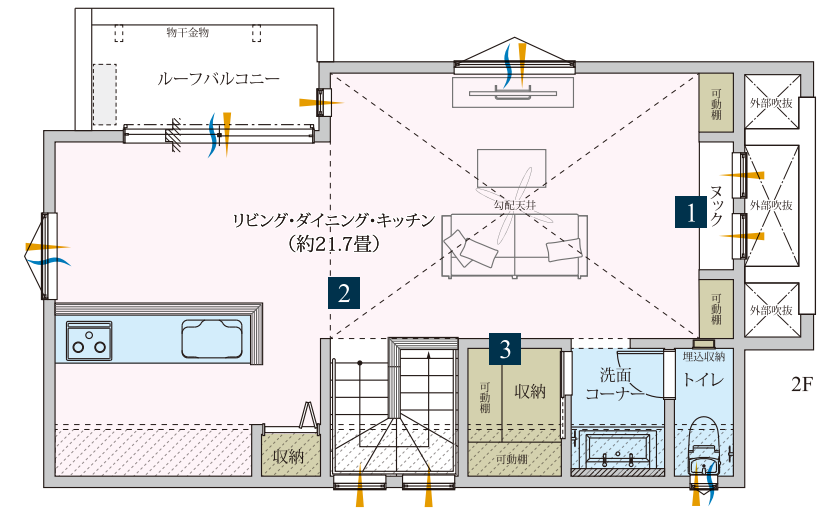 物干金物
ルーフバルコニー
可動棚
外部吹抜
1
ヌック
外部吹抜
勾配天井
リビング・ダイニング・キッチン
（約21.7畳）
2
可動棚
外部吹抜
3
埋込収納
トイレ
洗面
コーナー
可動棚
収納
2F
収納
可動棚